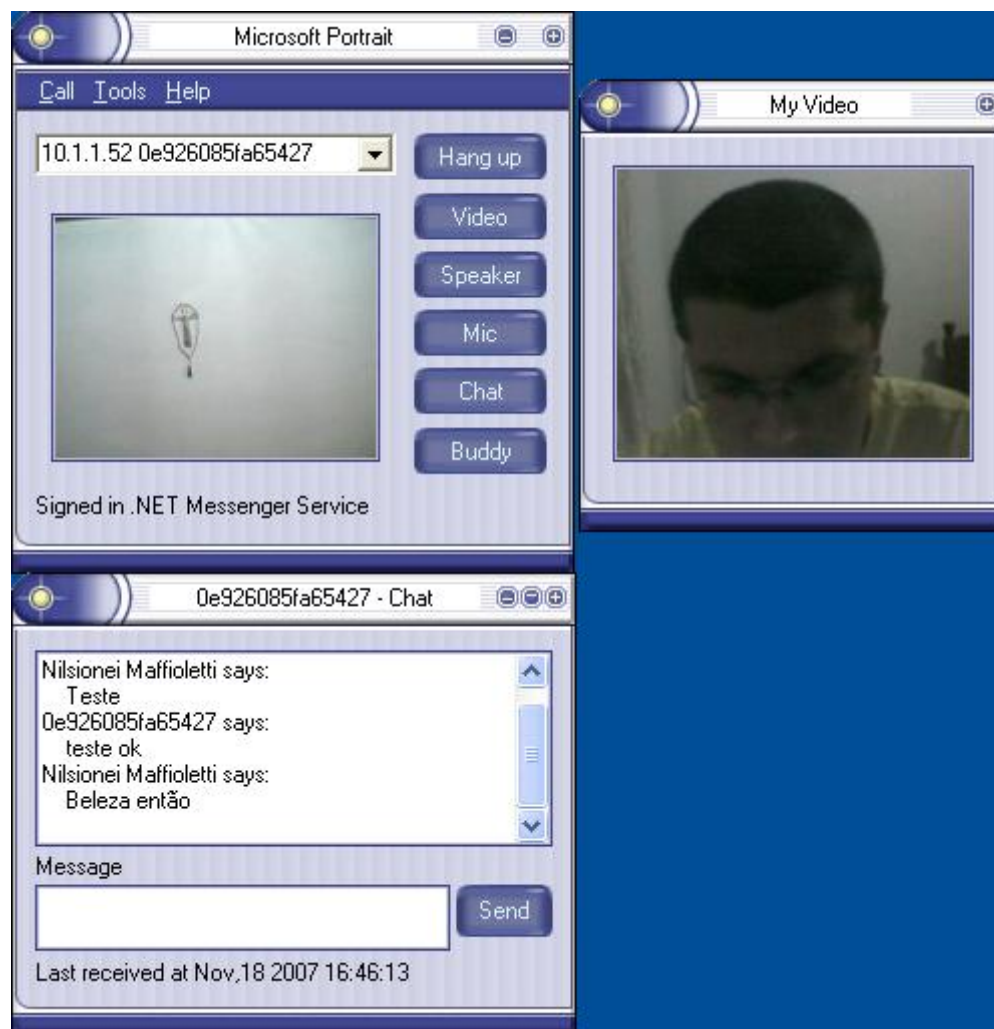 Microsoft Portrait
Call Tools Help
10.1.1.52 0e926085fa65427
Hang up
Video
Speaker
Mic
Chat
Buddy
Signed in .NET Messenger Service
My Video
0e926085fa65427 - Chat
Nilsionei Maffioletti says:
Teste
0e926085fa65427 says:
teste ok
Nilsionei Maffioletti says:
Beleza então
Message
Send
Last received at Nov,18 2007 16:46:13